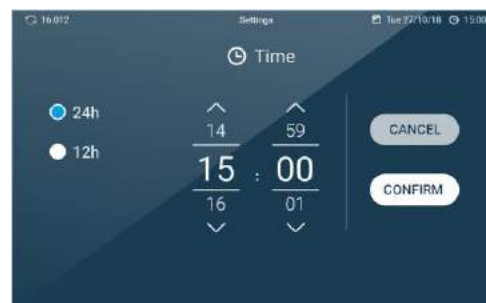 16.012 Settings Tue 27/10/18 15:00
Time
24h
12h
14 59
15 : 00
16 01
CANCEL
CONFIRM